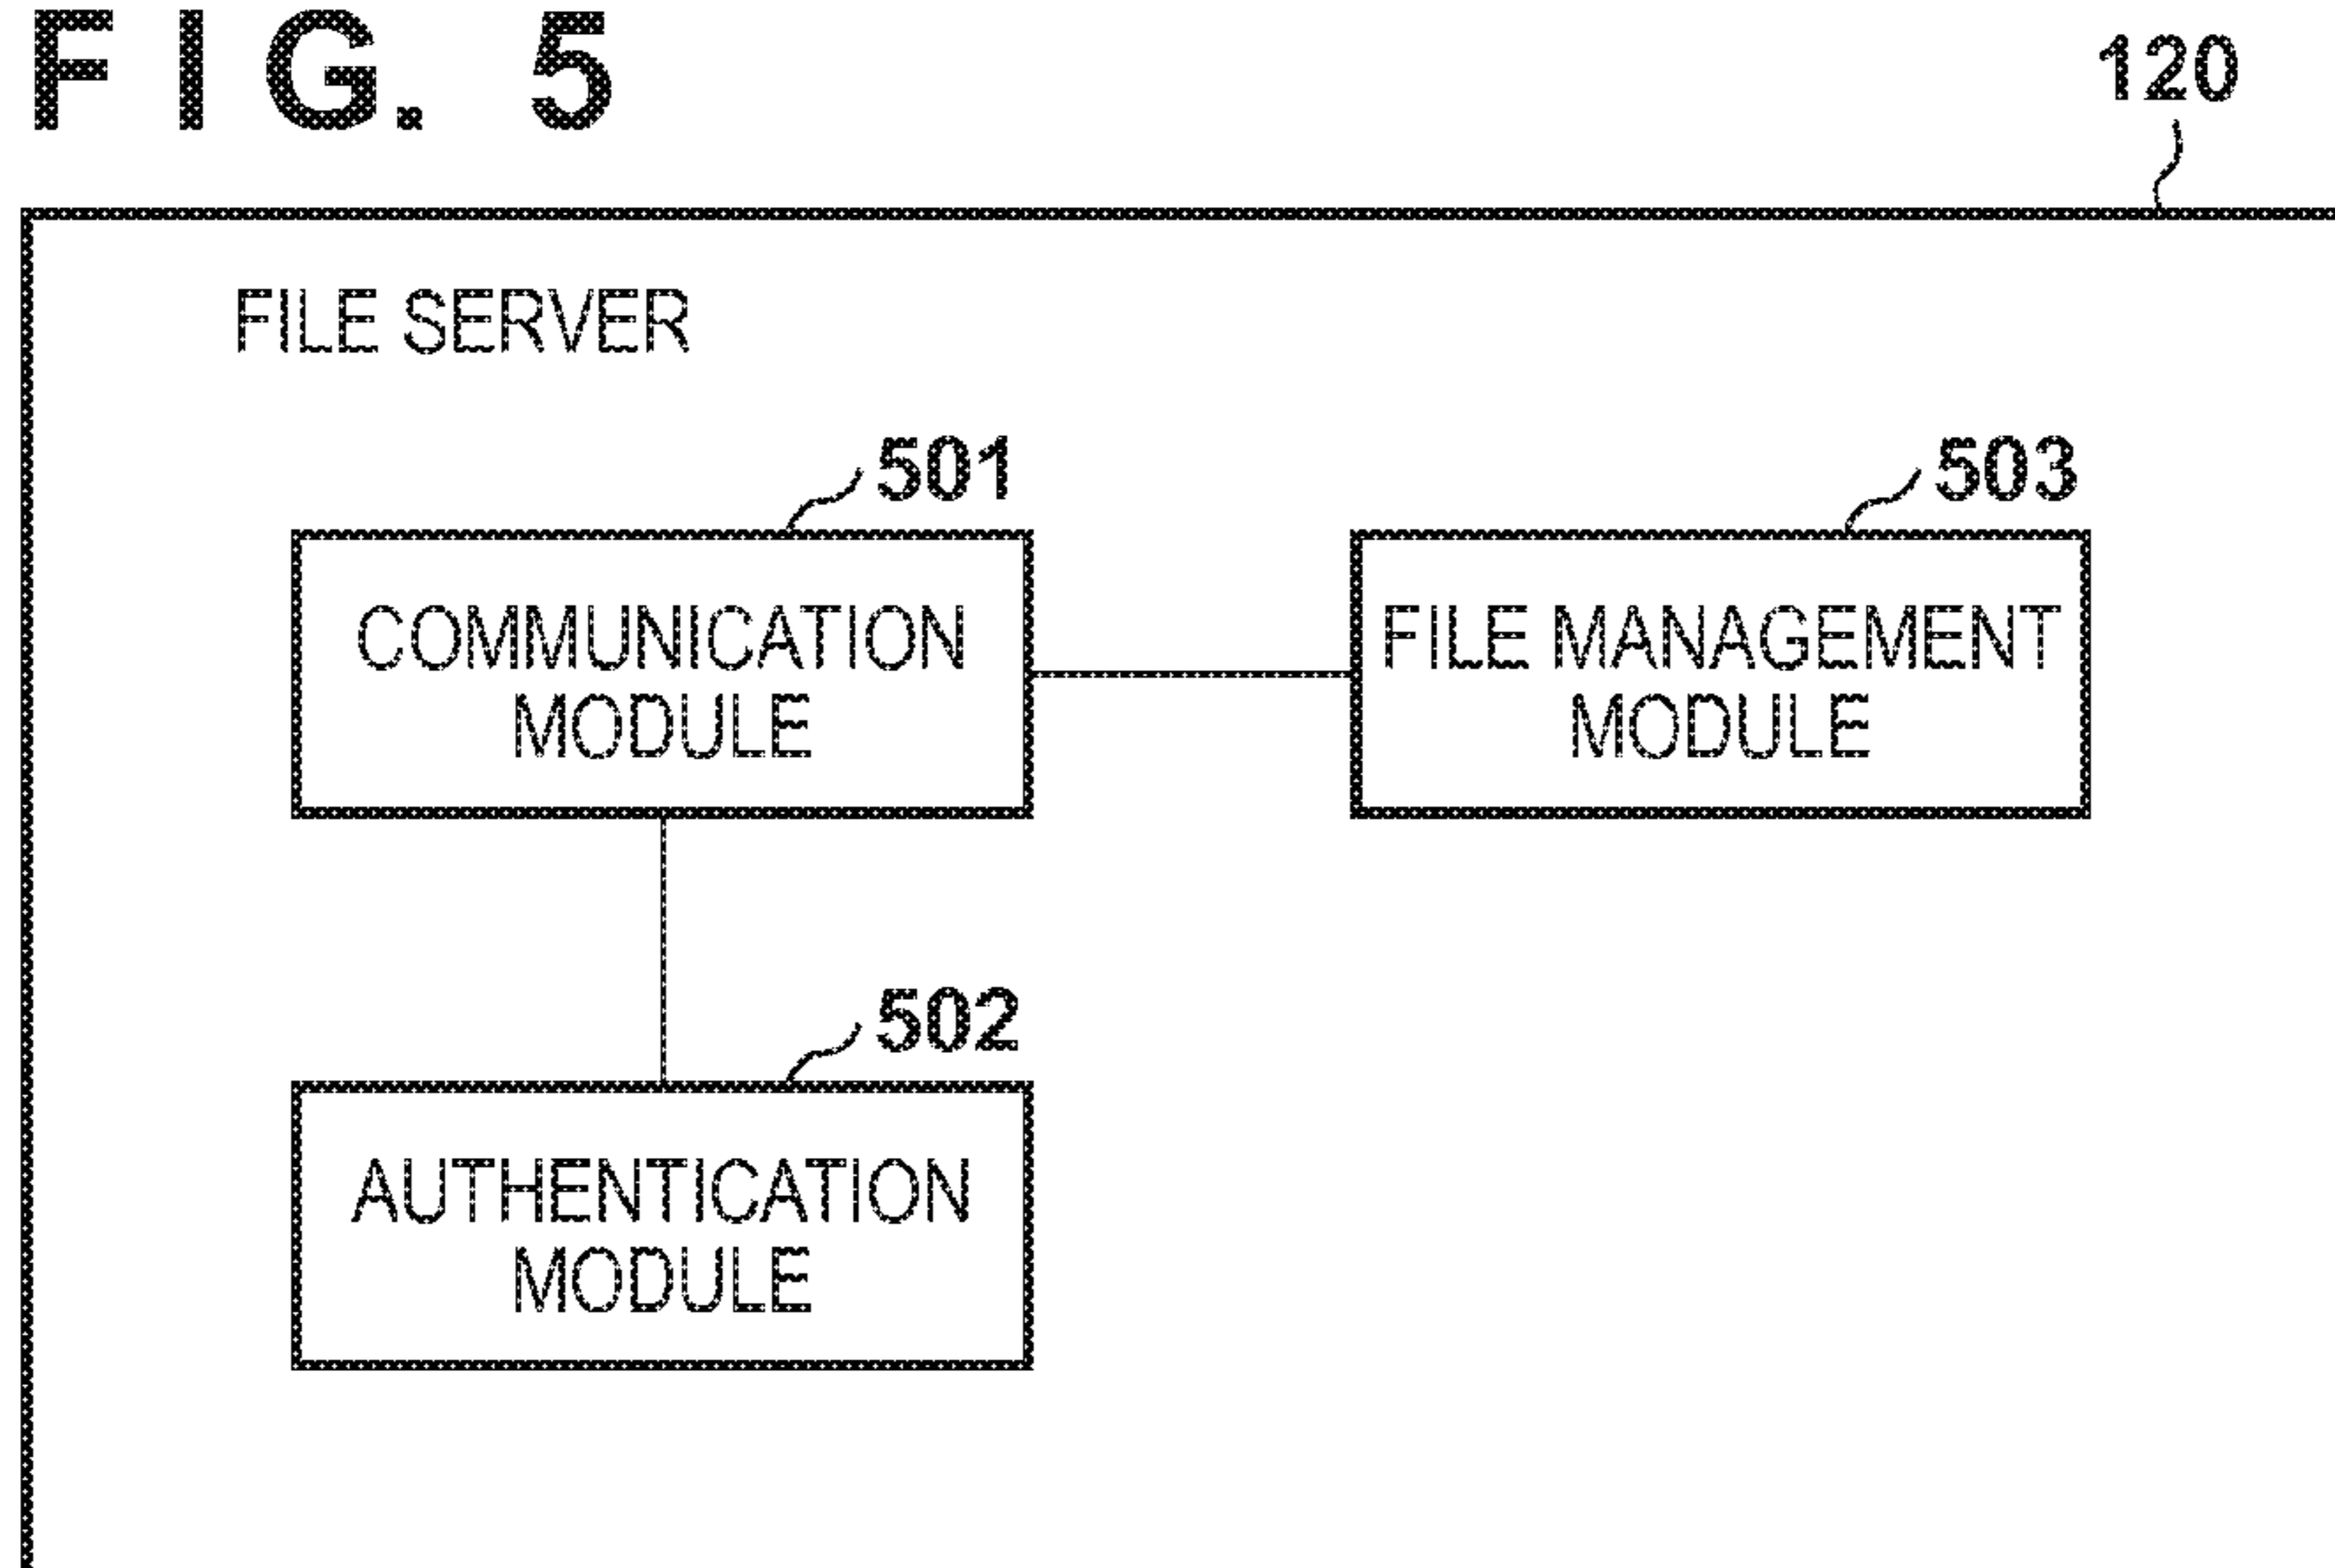 FIG. 5
120
FILE SERVER
501
503
COMMUNICATION
MODULE
FILE MANAGEMENT
MODULE
502
AUTHENTICATION
MODULE